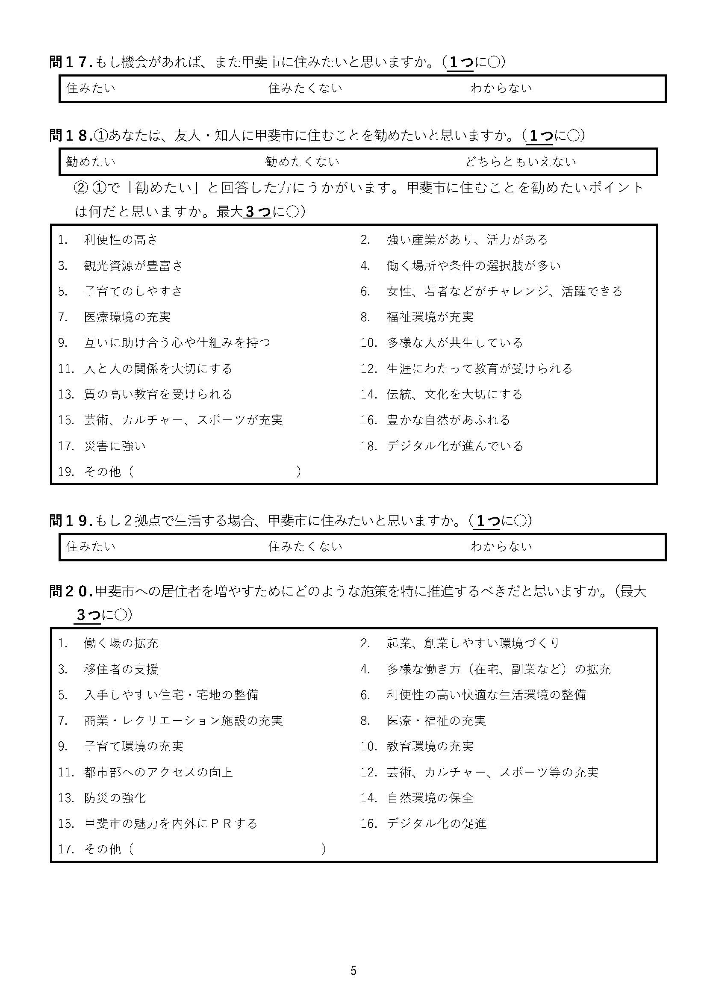 問１７.もし機会があれば、また甲斐市に住みたいと思いますか。（１つに○）
住みたい　住みたくない　わからない
問１８.①あなたは、友人・知人に甲斐市に住むことを勧めたいと思いますか。（１つに○）
勧めたい　勧めたくない　どちらともいえない
② ①で「勧めたい」と回答した方にうかがいます。甲斐市に住むことを勧めたいポイント
は何だと思いますか。最大３つに○）
1. 利便性の高さ　2. 強い産業があり、活力がある
3. 観光資源が豊富さ　4. 働く場所や条件の選択肢が多い
5. 子育てのしやすさ　6. 女性、若者などがチャレンジ、活躍できる
7. 医療環境の充実　8. 福祉環境が充実
9. 互いに助け合う心や仕組みを持つ　10. 多様な人が共生している
11. 人と人の関係を大切にする　12. 生涯にわたって教育が受けられる
13. 質の高い教育を受けられる　14. 伝統、文化を大切にする
15. 芸術、カルチャー、スポーツが充実　16. 豊かな自然があふれる
17. 災害に強い　18. デジタル化が進んでいる
19. その他（　）
問１９.もし２拠点で生活する場合、甲斐市に住みたいと思いますか。（１つに○）
住みたい　住みたくない　わからない
問２０.甲斐市への居住者を増やすためにどのような施策を特に推進するべきだと思いますか。（最大
３つに○）
1. 働く場の拡充　2. 起業、創業しやすい環境づくり
3. 移住者の支援　4. 多様な働き方（在宅、副業など）の拡充
5. 入手しやすい住宅・宅地の整備　6. 利便性の高い快適な生活環境の整備
7. 商業・レクリエーション施設の充実　8. 医療・福祉の充実
9. 子育て環境の充実　10. 教育環境の充実
11. 都市部へのアクセスの向上　12. 芸術、カルチャー、スポーツ等の充実
13. 防災の強化　14. 自然環境の保全
15. 甲斐市の魅力を内外にＰＲする　16. デジタル化の促進
17. その他（　）
5